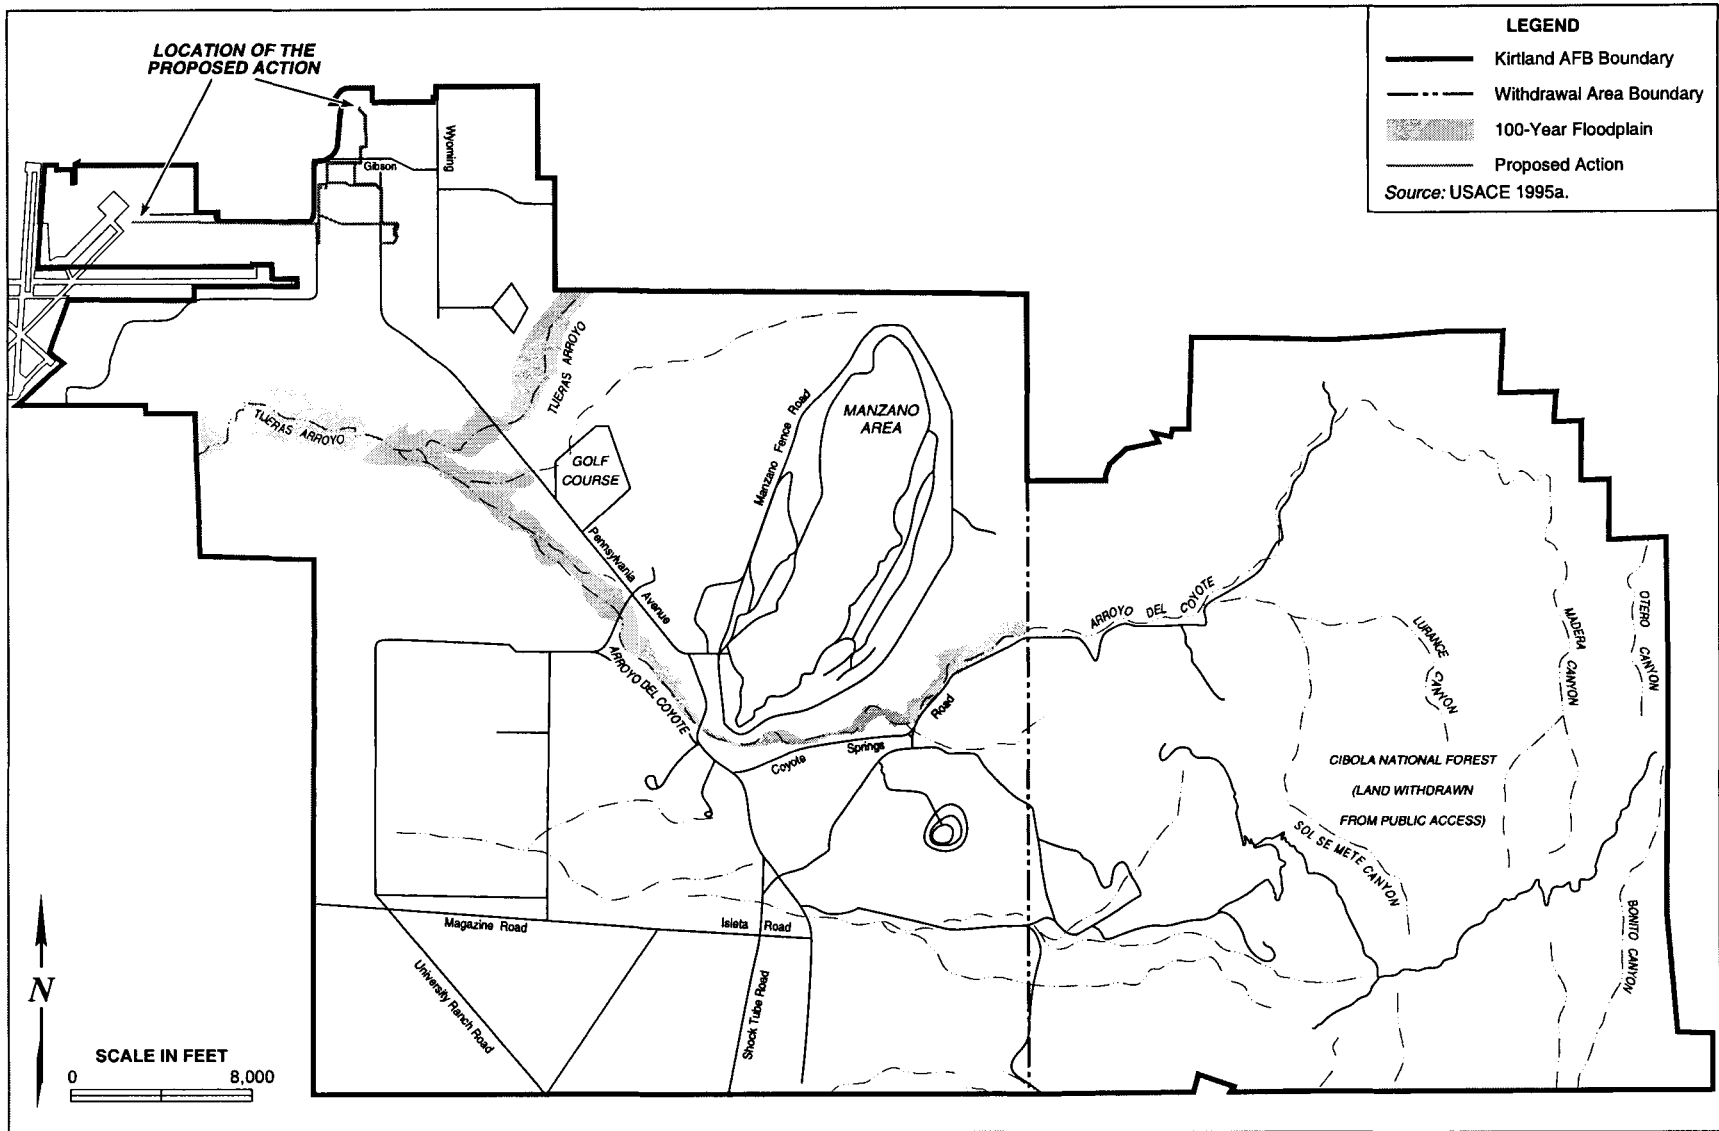 LOCATION OF THE
PROPOSED ACTION
LEGEND
Kirtland AFB Boundary
Withdrawal Area Boundary
100-Year Floodplain
Proposed Action
Source: USACE 1995a.
Wyoming
Gibson
TIJERAS ARROYO
TIJERAS ARROYO
GOLF
COURSE
Manzano Fence Road
MANZANO
AREA
Pennsylvania
Avenue
ARROYO DEL COYOTE
ARROYO DEL COYOTE
LURANCE
CANYON
MADERA
CANYON
OTERO CANYON
Coyote Springs Road
CIBOLA NATIONAL FOREST
(LAND WITHDRAWN
FROM PUBLIC ACCESS)
SOL SE METE CANYON
BONITO CANYON
Magazine Road
Isleta Road
University Ranch Road
Shock Tube Road
N
SCALE IN FEET
0 8,000